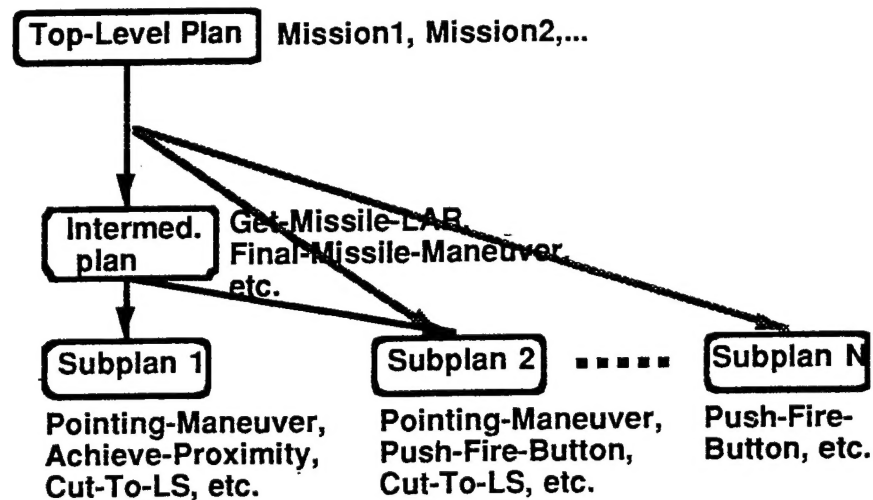 Top-Level Plan
Mission1, Mission2,...
Intermed.
plan
Get-Missile-LAR,
Final-Missile-Maneuver,
etc.
Subplan 1
Subplan 2
Subplan N
Pointing-Maneuver,
Achieve-Proximity,
Cut-To-LS, etc.
Pointing-Maneuver,
Push-Fire-Button,
Cut-To-LS, etc.
Push-Fire-
Button, etc.